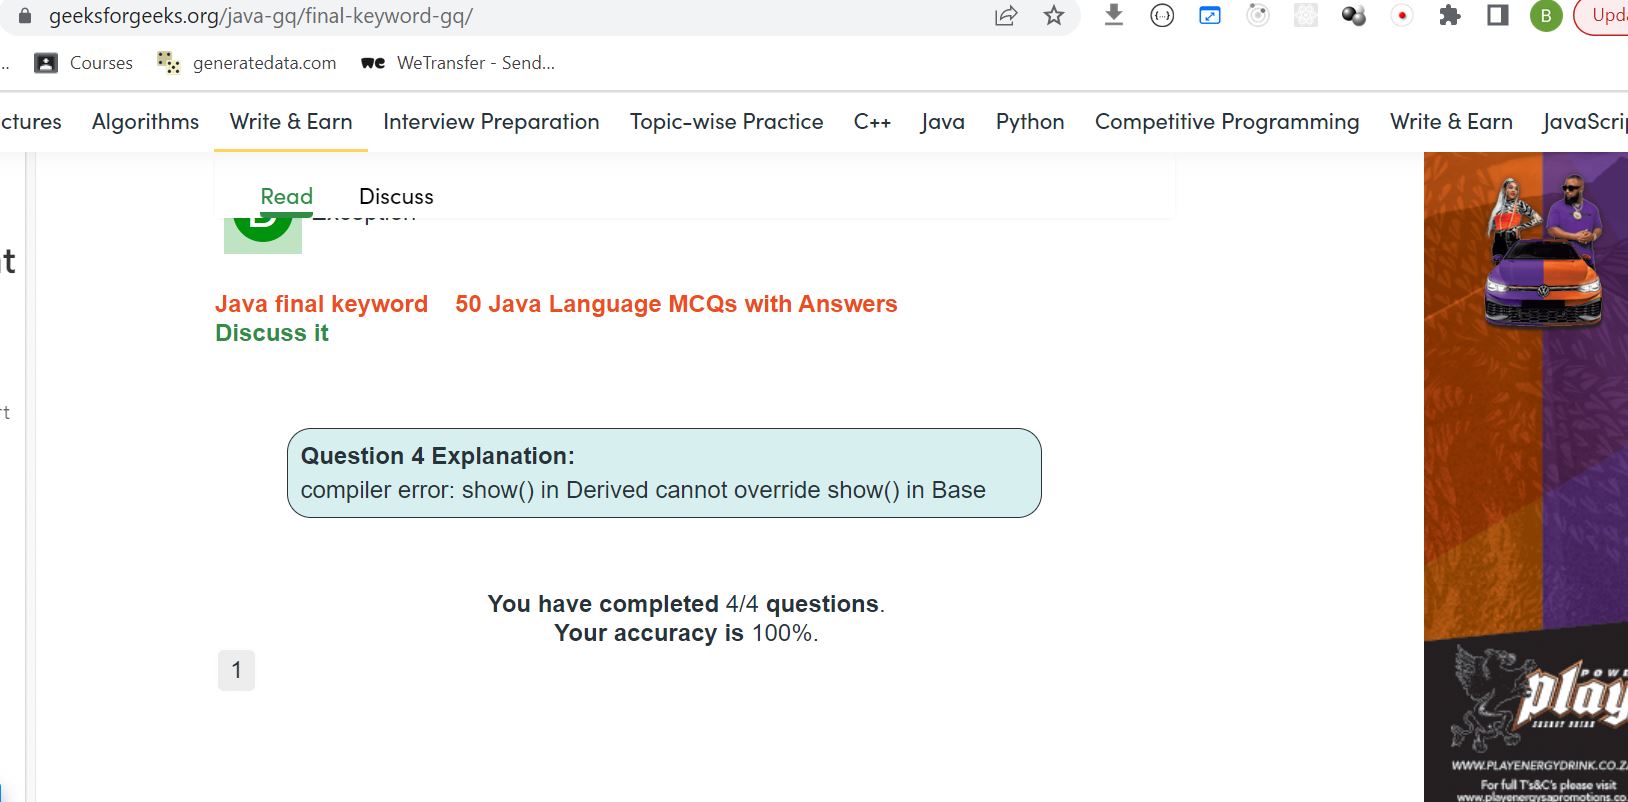 geeksforgeeks.org/java-gq/final-keyword-gq/
B
Courses
generatedata.com
WeTransfer - Send...
ctures
Algorithms
Write & Earn
Interview Preparation
Topic-wise Practice
C++
Java
Python
Competitive Programming
Write & Earn
JavaScrip
Read
Discuss
Exception
Java final keyword 50 Java Language MCQs with Answers
Discuss it
Question 4 Explanation:
compiler error: show() in Derived cannot override show() in Base
You have completed 4/4 questions.
Your accuracy is 100%.
1
POWE
play
ENERGY DRINK
WWW.PLAYENERGYDRINK.CO.ZA
For full T's&C's please visit
www.playenergysapromotions.co